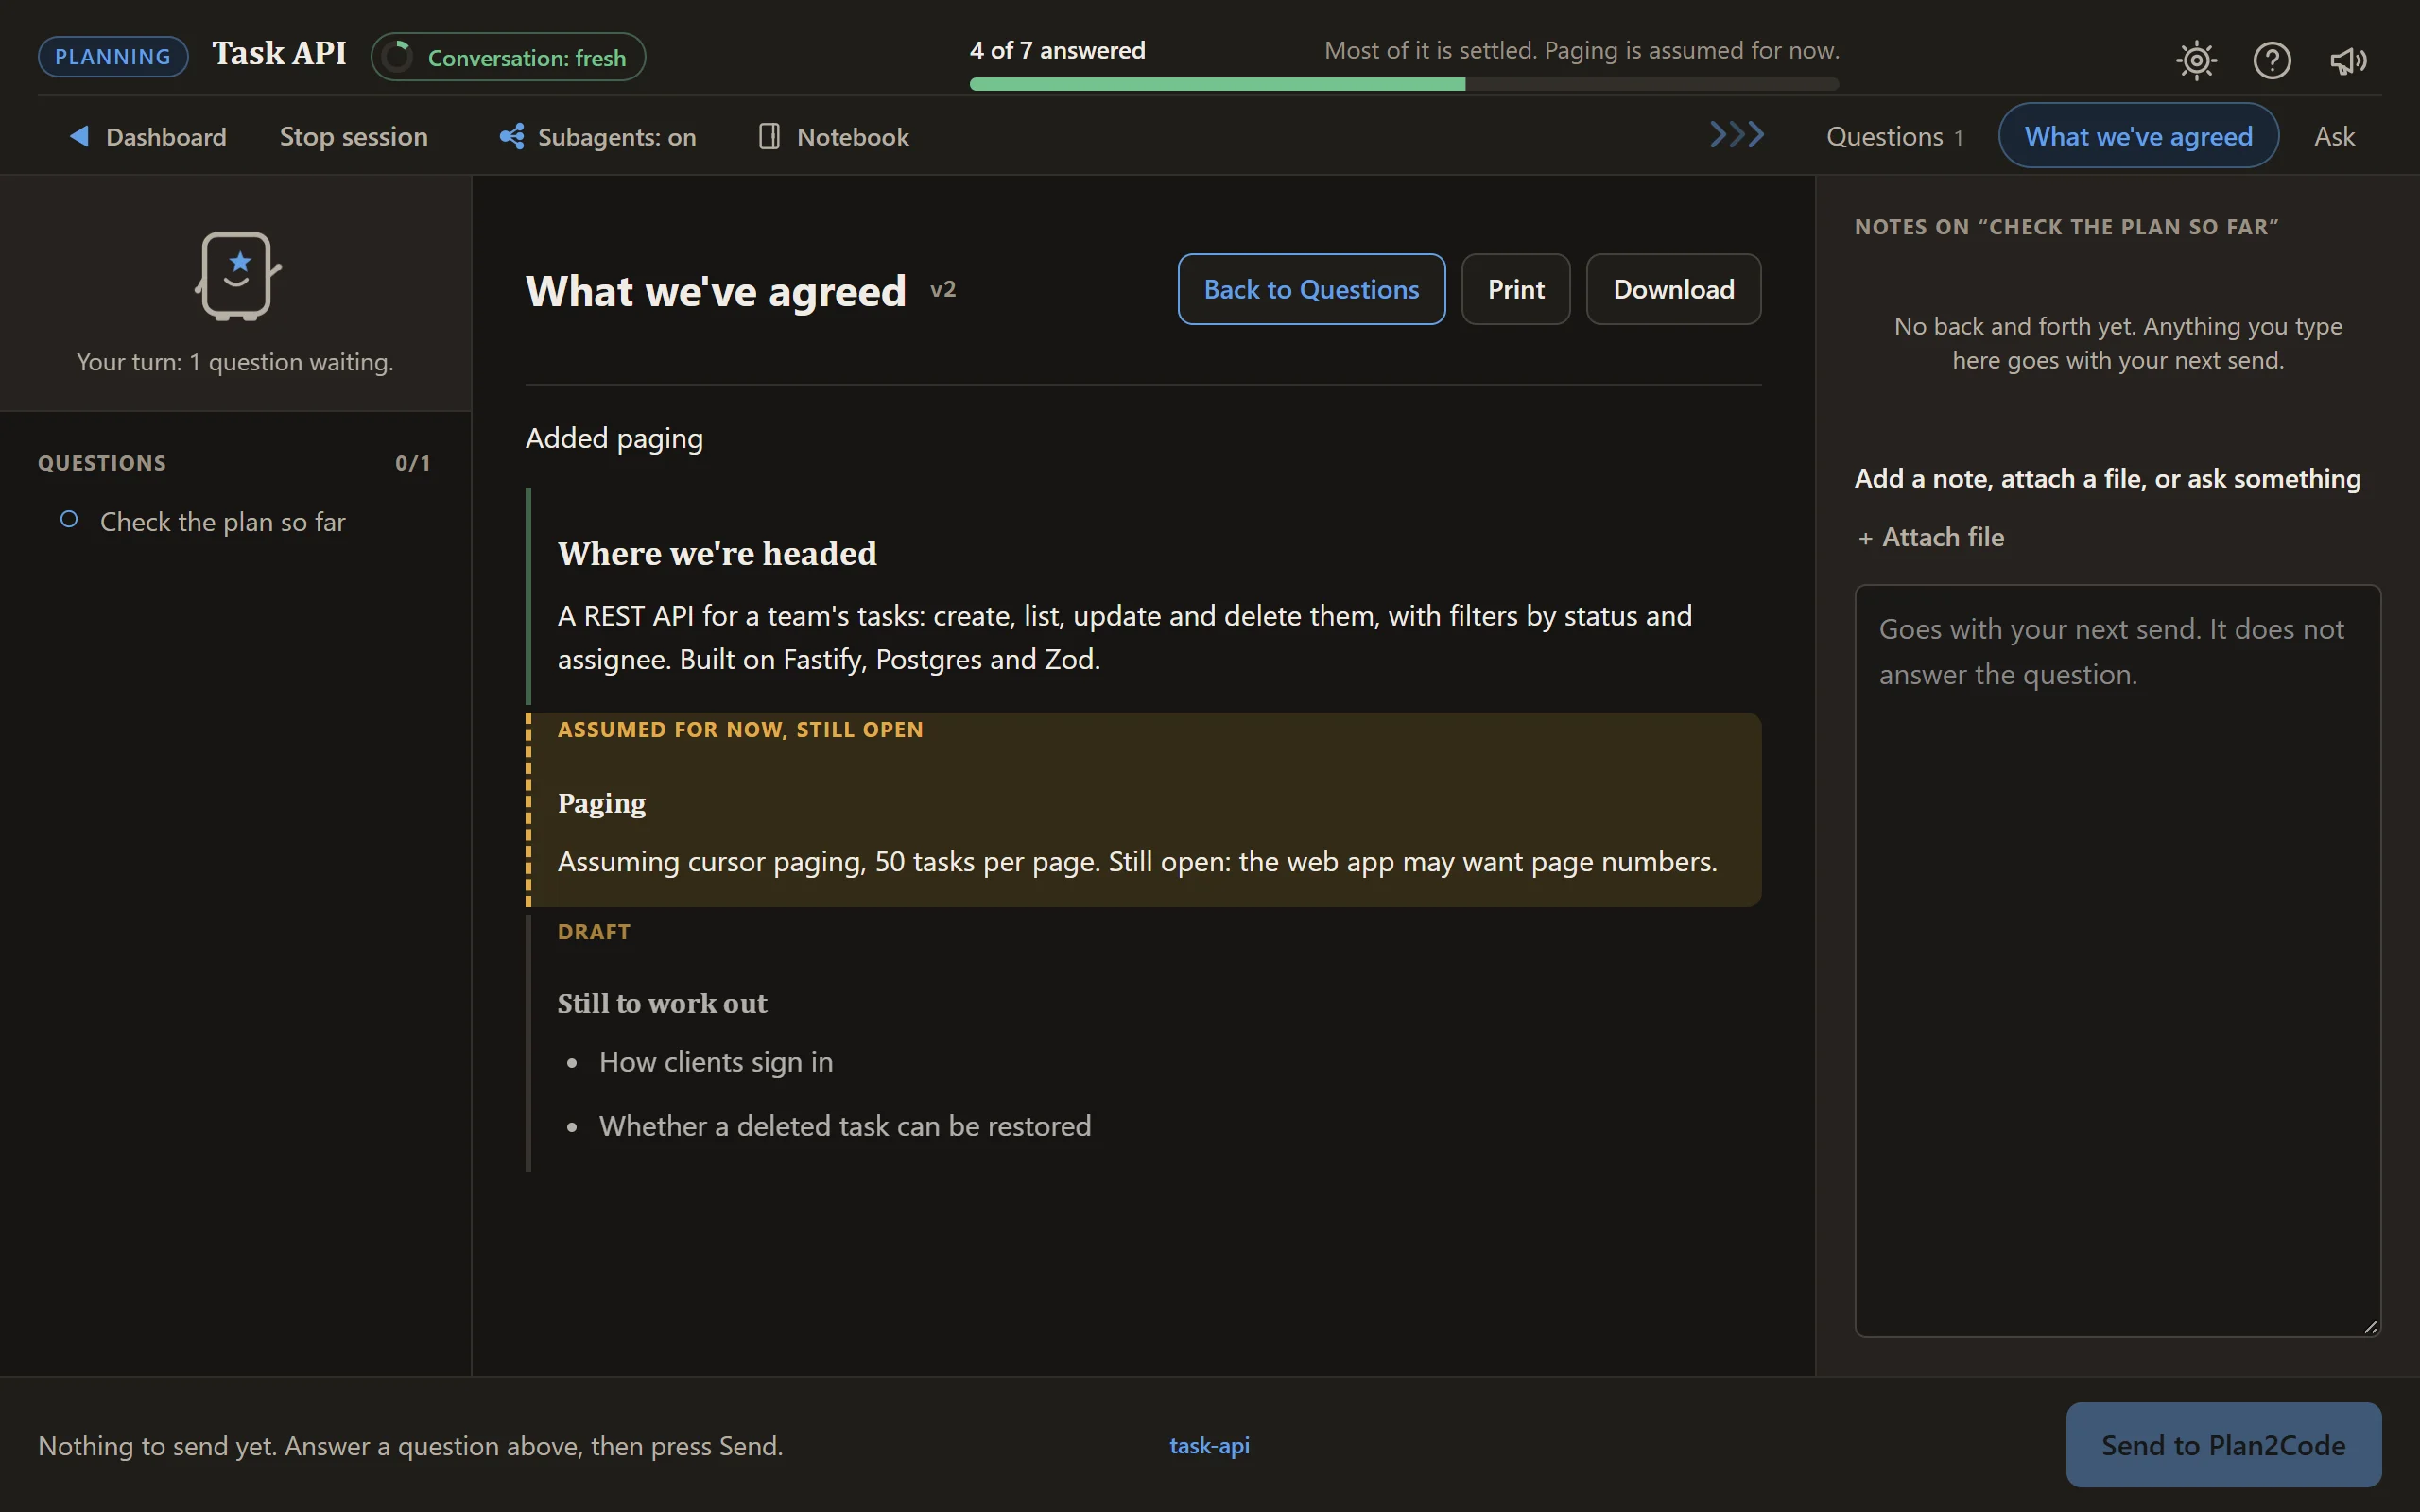 PLANNING
Task API
Conversation: fresh
4 of 7 answered
Most of it is settled. Paging is assumed for now.
Dashboard
Stop session
Subagents: on
Notebook
Questions 1
What we've agreed
Ask
Your turn: 1 question waiting.
QUESTIONS
0/1
Check the plan so far
What we've agreed v2
Back to Questions
Print
Download
Added paging
Where we're headed
A REST API for a team's tasks: create, list, update and delete them, with filters by status and
assignee. Built on Fastify, Postgres and Zod.
ASSUMED FOR NOW, STILL OPEN
Paging
Assuming cursor paging, 50 tasks per page. Still open: the web app may want page numbers.
DRAFT
Still to work out
• How clients sign in
• Whether a deleted task can be restored
NOTES ON “CHECK THE PLAN SO FAR”
No back and forth yet. Anything you type
here goes with your next send.
Add a note, attach a file, or ask something
+ Attach file
Goes with your next send. It does not
answer the question.
Nothing to send yet. Answer a question above, then press Send.
task-api
Send to Plan2Code